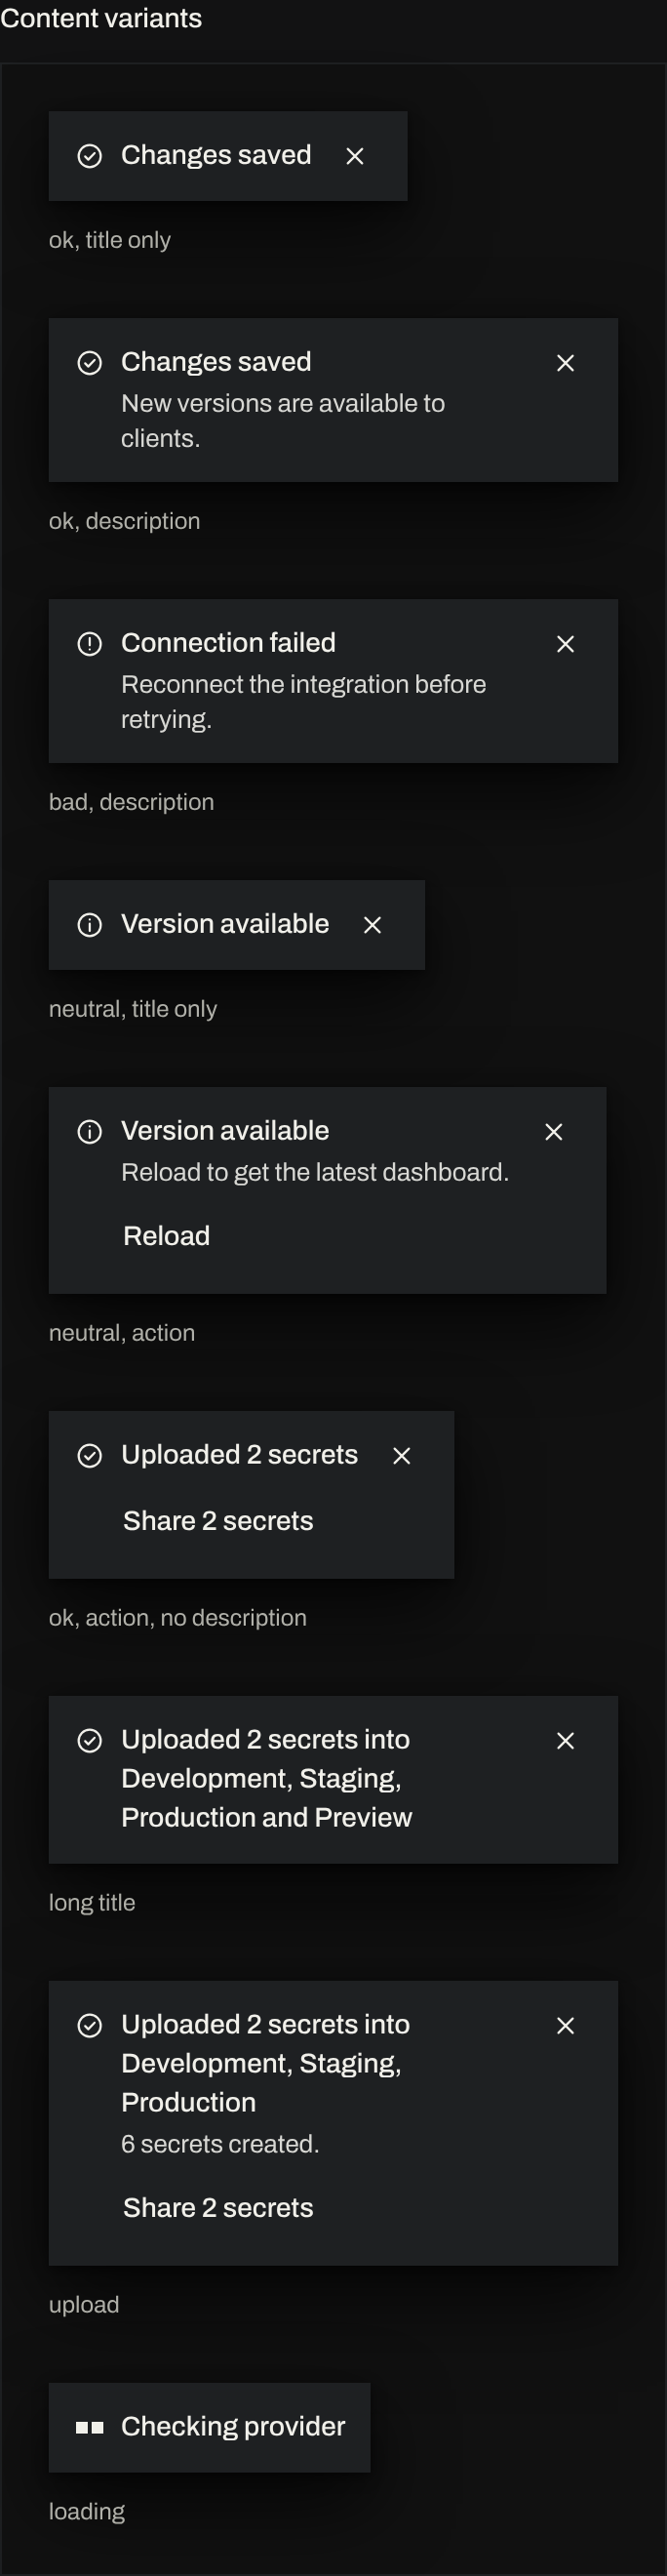 Content variants
Changes saved
ok, title only
Changes saved
New versions are available to
clients.
ok, description
Connection failed
Reconnect the integration before
retrying.
bad, description
Version available
neutral, title only
Version available
Reload to get the latest dashboard.
Reload
neutral, action
Uploaded 2 secrets
Share 2 secrets
ok, action, no description
Uploaded 2 secrets into
Development, Staging,
Production and Preview
long title
Uploaded 2 secrets into
Development, Staging,
Production
6 secrets created.
Share 2 secrets
upload
Checking provider
loading